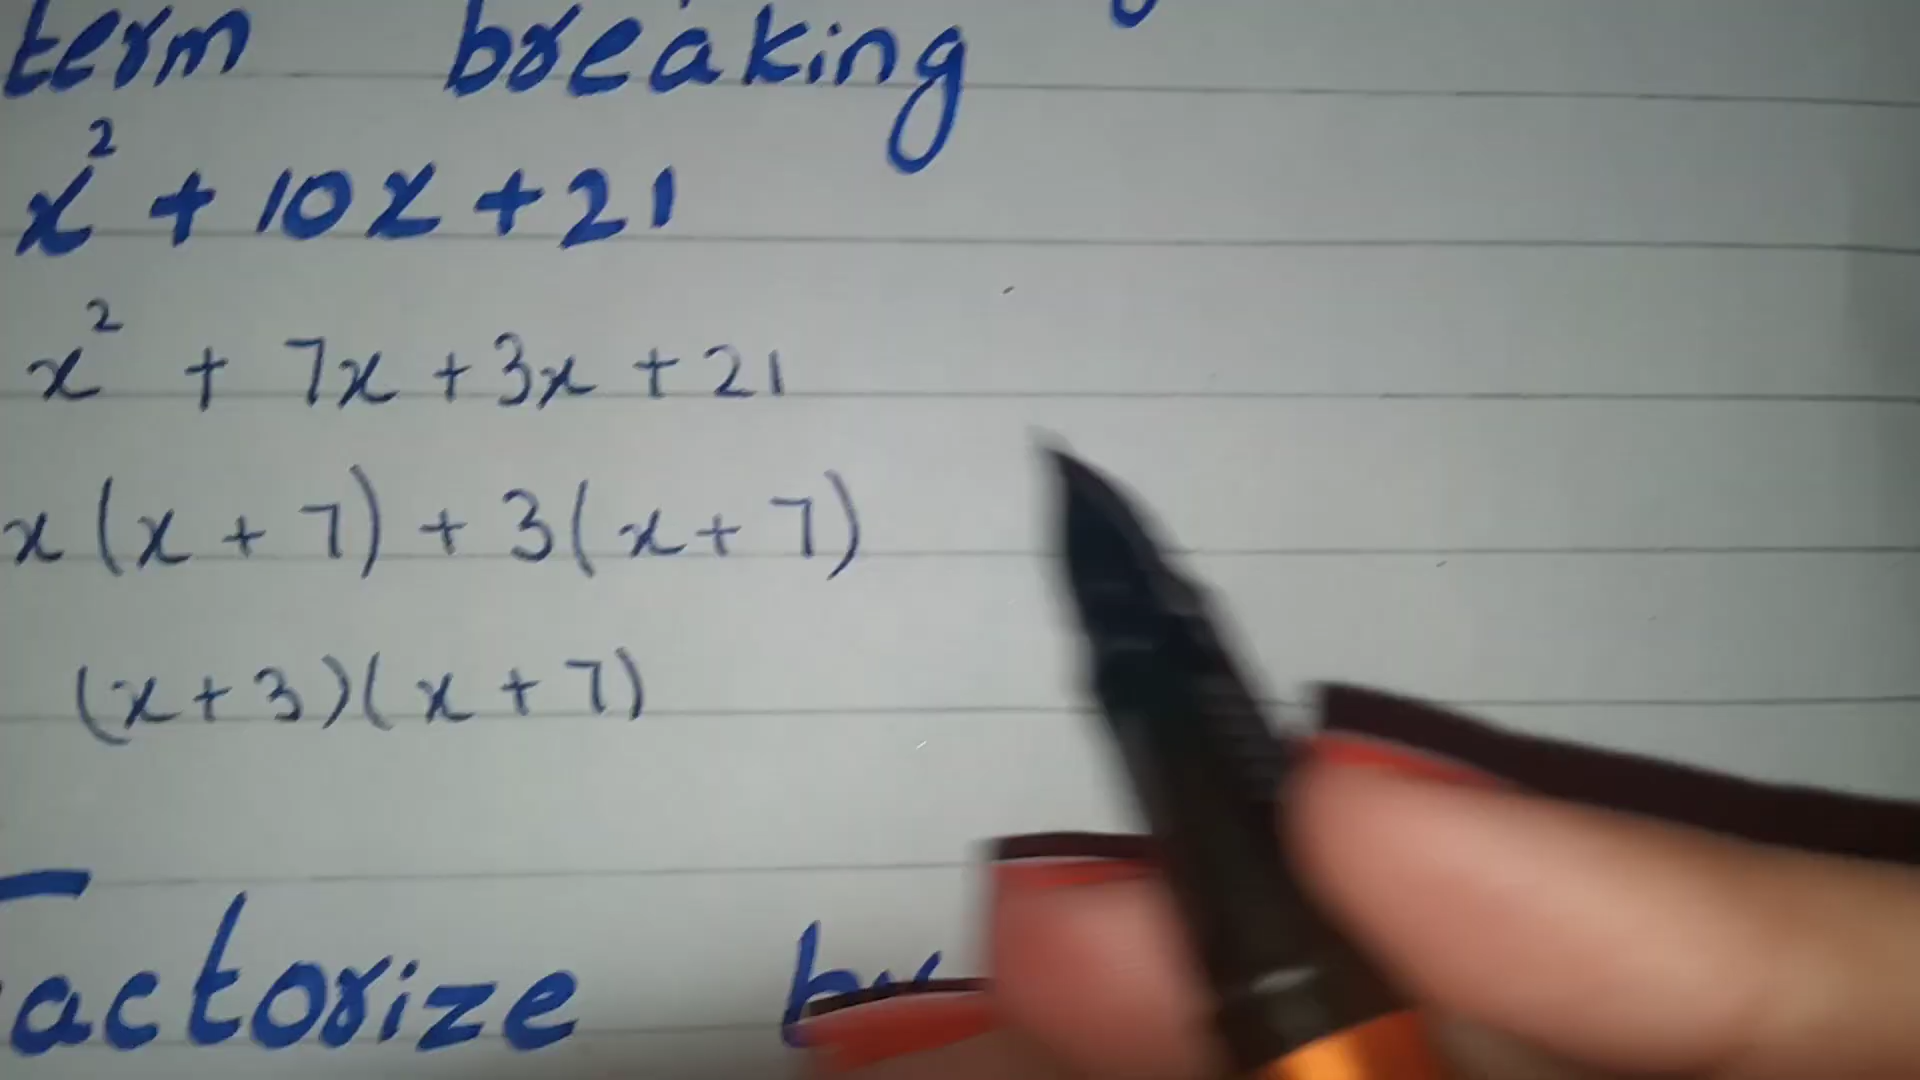 term breaking
x² + 10x + 21
x² + 7x + 3x + 21
x(x + 7) + 3(x + 7)
(x + 3)(x + 7)
actorize